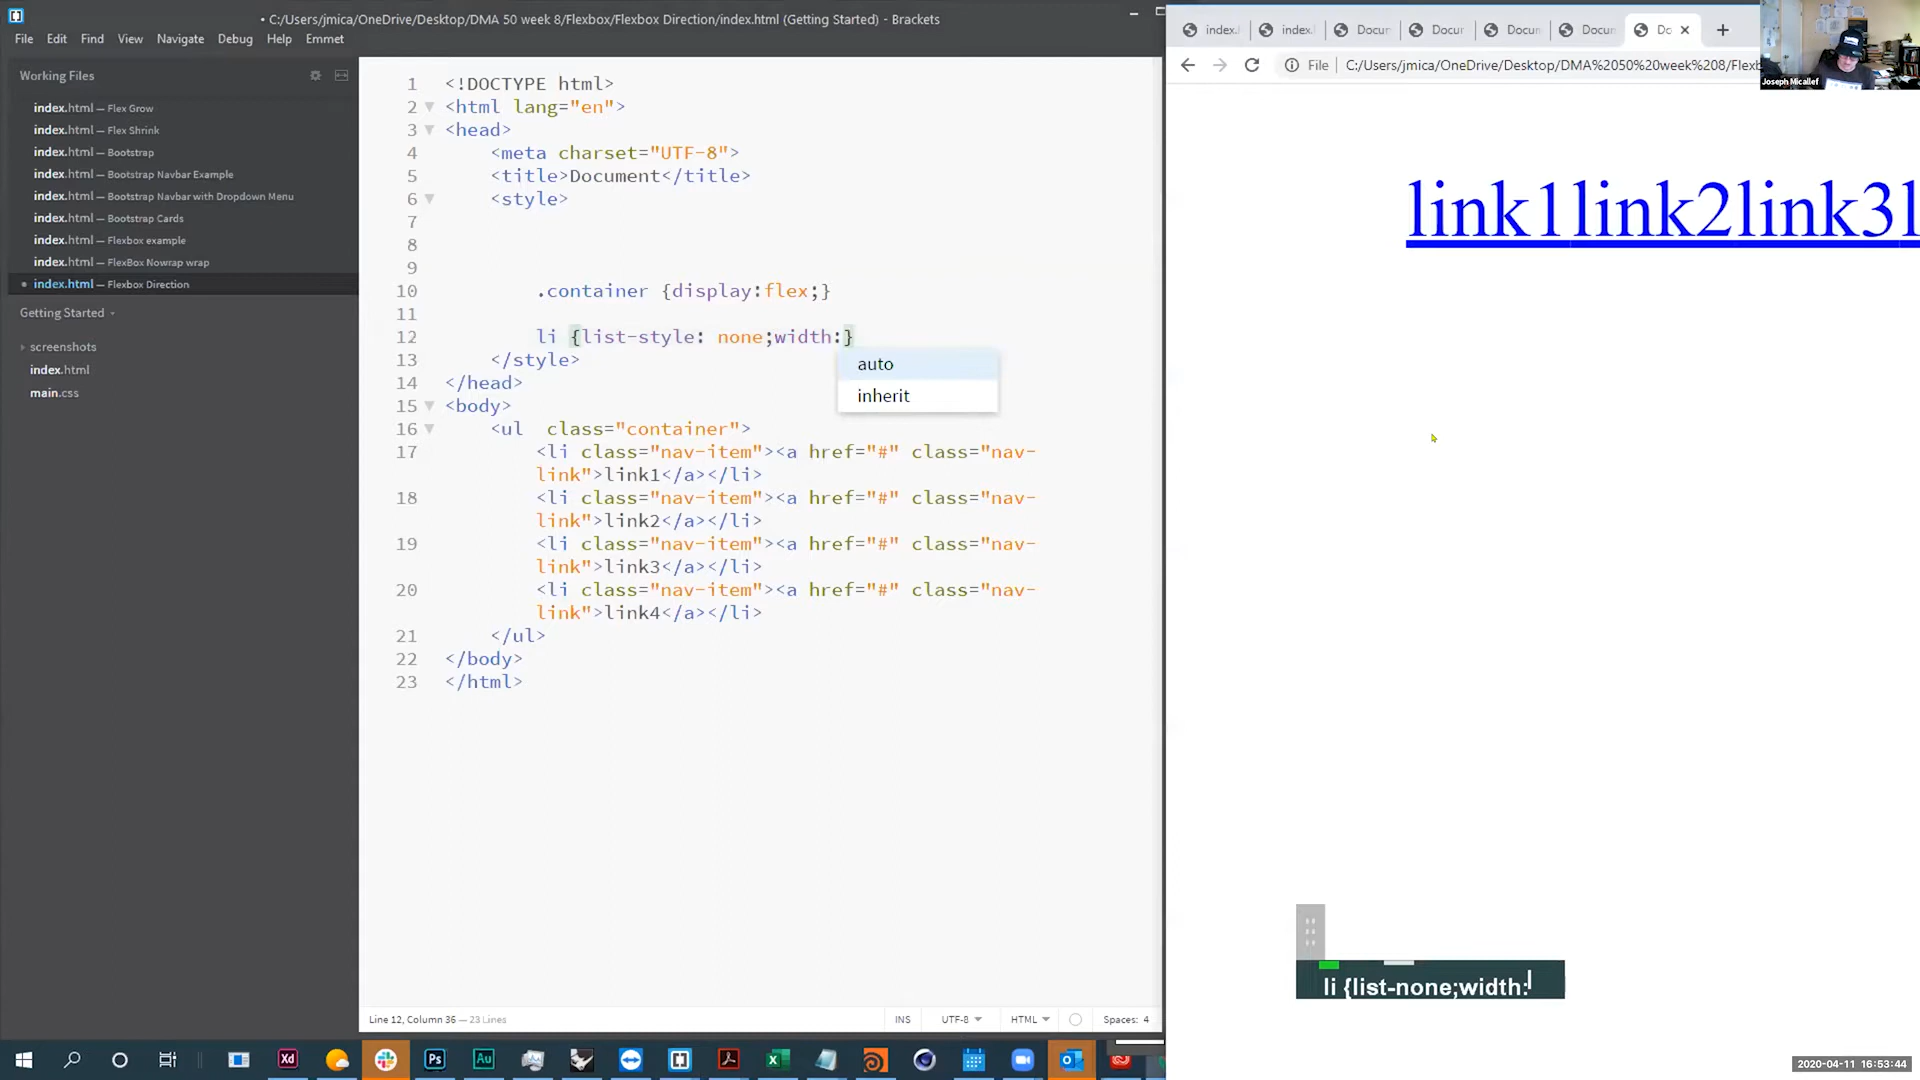 • C:/Users/jmica/OneDrive/Desktop/DMA 50 week 8/Flexbox/Flexbox Direction/index.html (Getting Started) - Brackets
File Edit Find View Navigate Debug Help Emmet
Working Files
index.html — Flex Grow
index.html — Flex Shrink
index.html — Bootstrap
index.html — Bootstrap Navbar Example
index.html — Bootstrap Navbar with Dropdown Menu
index.html — Bootstrap Cards
index.html — Flexbox example
index.html — FlexBox Nowrap wrap
• index.html — Flexbox Direction
Getting Started
screenshots
index.html
main.css
1 <!DOCTYPE html>
2 <html lang="en">
3 <head>
4 <meta charset="UTF-8">
5 <title>Document</title>
6 <style>
7
8
9
10 .container {display:flex;}
11
12 li {list-style: none;width:}
auto
inherit
13 </style>
14 </head>
15 <body>
16 <ul  class="container">
17 <li class="nav-item"><a href="#" class="nav-
link">link1</a></li>
18 <li class="nav-item"><a href="#" class="nav-
link">link2</a></li>
19 <li class="nav-item"><a href="#" class="nav-
link">link3</a></li>
20 <li class="nav-item"><a href="#" class="nav-
link">link4</a></li>
21 </ul>
22 </body>
23 </html>
Line 12, Column 36 — 23 Lines
INS UTF-8 HTML Spaces: 4
index. index. Docum Docur Docun Docun Do
File C:/Users/jmica/OneDrive/Desktop/DMA%2050%20week%208/Flexb
Joseph Micallef
link1link2link3l
li {list-none;width:
Xd Ps Au
2020-04-11 16:53:44